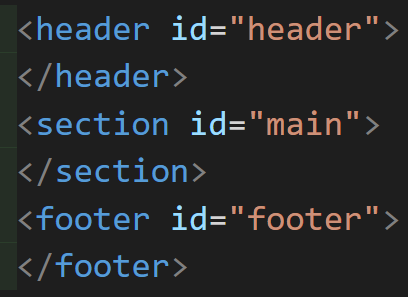 <header id="header">
</header>
<section id="main">
</section>
<footer id="footer">
</footer>